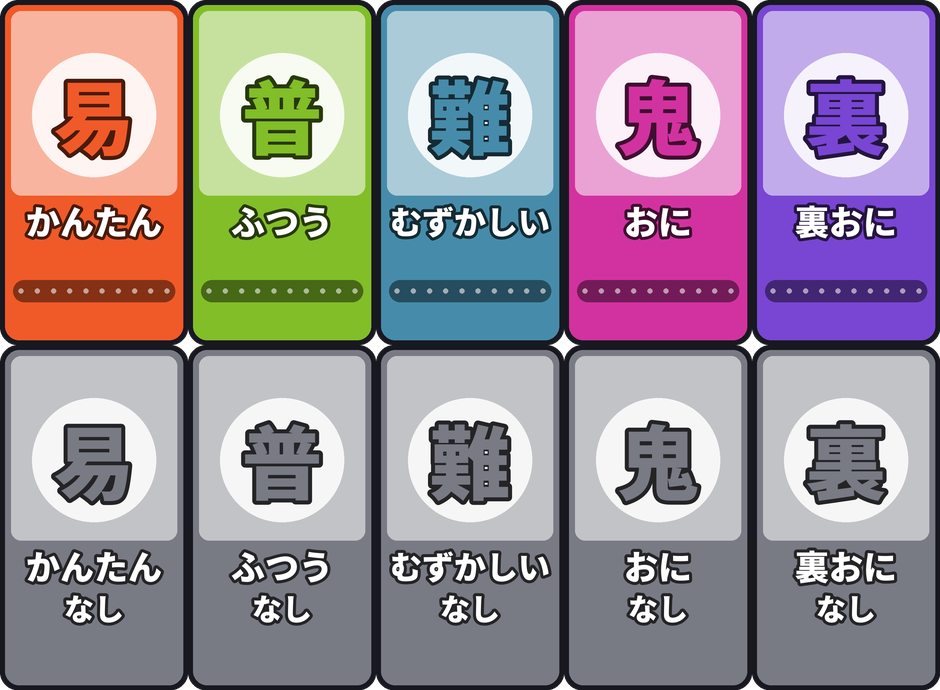 易 普 難 鬼 裏
かんたん ふつう むずかしい おに 裏おに
易 普 難 鬼 裏
かんたん ふつう むずかしい おに 裏おに
なし なし なし なし なし